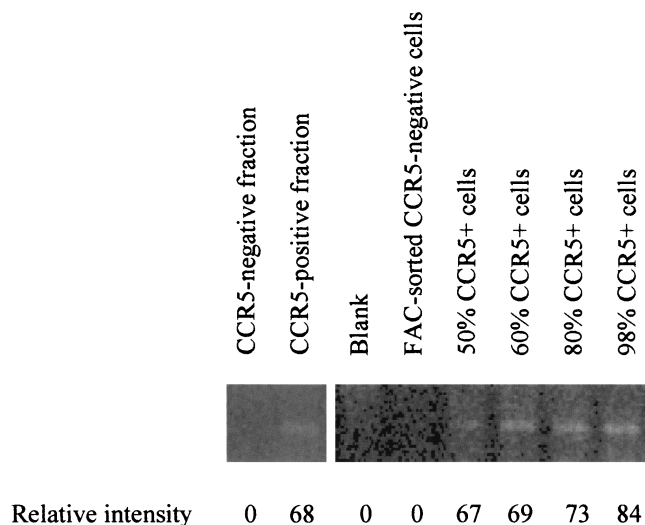 CCR5-negative fraction
CCR5-positive fraction
Blank
FAC-sorted CCR5-negative cells
50% CCR5+ cells
60% CCR5+ cells
80% CCR5+ cells
98% CCR5+ cells
Relative intensity 0 68 0 0 67 69 73 84